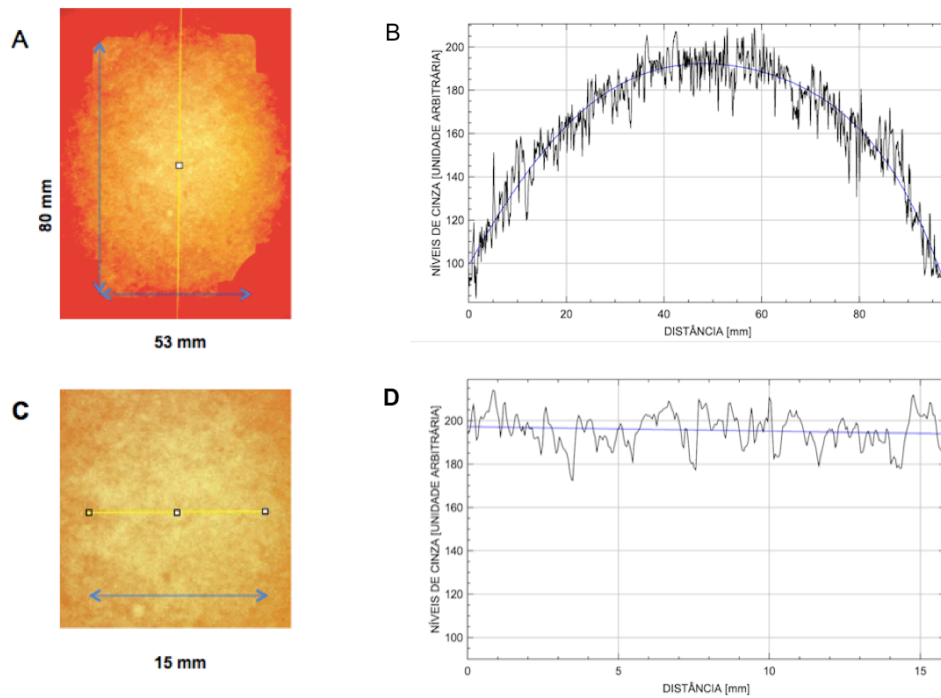 A
80 mm
53 mm
B
NÍVEIS DE CINZA [UNIDADE ARBITRÁRIA]
200
180
160
140
120
100
0
20
40
60
80
DISTÂNCIA [mm]
C
15 mm
D
NÍVEIS DE CINZA [UNIDADE ARBITRÁRIA]
200
180
160
140
120
100
0
5
10
15
DISTÂNCIA [mm]